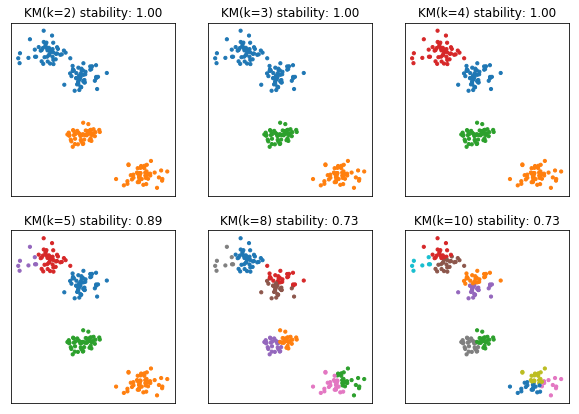 KM(k=2) stability: 1.00
KM(k=3) stability: 1.00
KM(k=4) stability: 1.00
KM(k=5) stability: 0.89
KM(k=8) stability: 0.73
KM(k=10) stability: 0.73